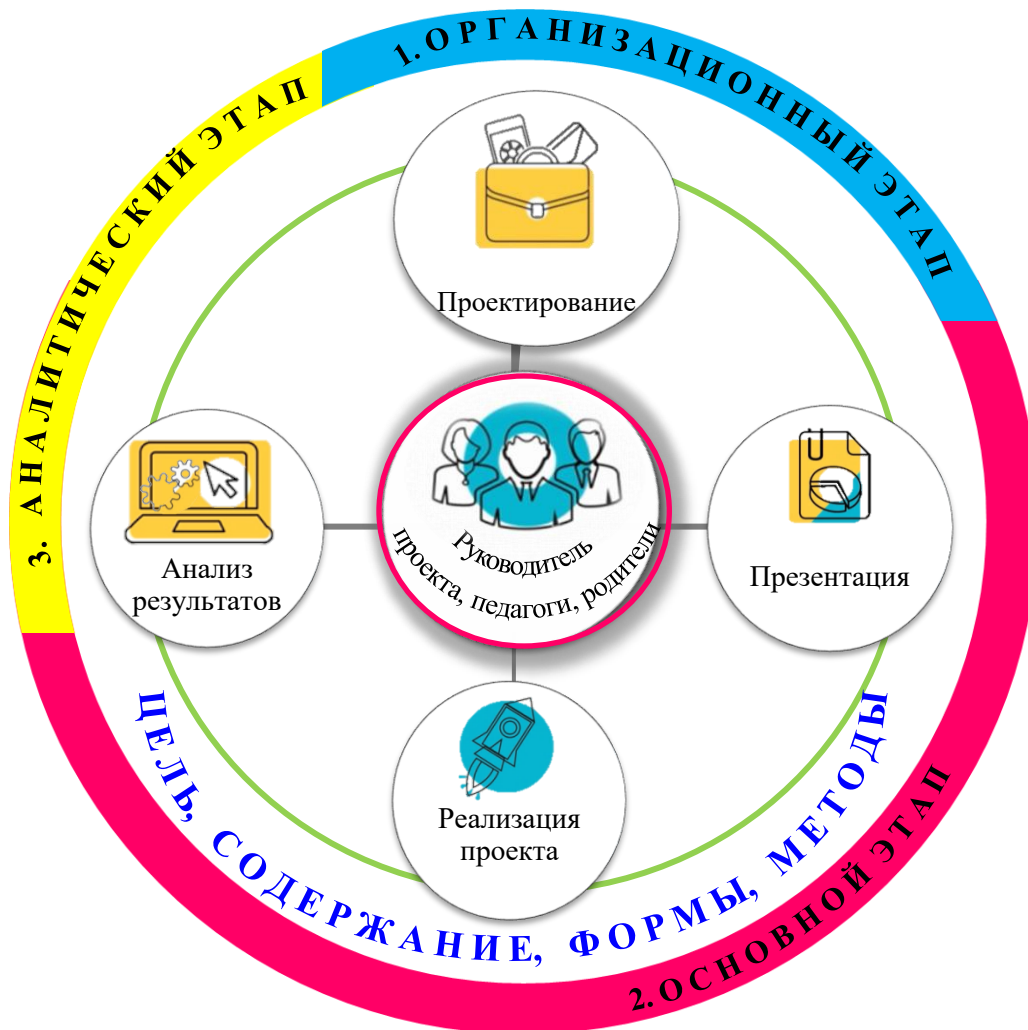 1. ОРГАНИЗАЦИОННЫЙ ЭТАП
3. АНАЛИТИЧЕСКИЙ ЭТАП
Проектирование
Руководитель
проекта, педагоги, родители
Анализ
результатов
Презентация
Реализация
проекта
ЦЕЛЬ, СОДЕРЖАНИЕ, ФОРМЫ, МЕТОДЫ
2. ОСНОВНОЙ ЭТАП